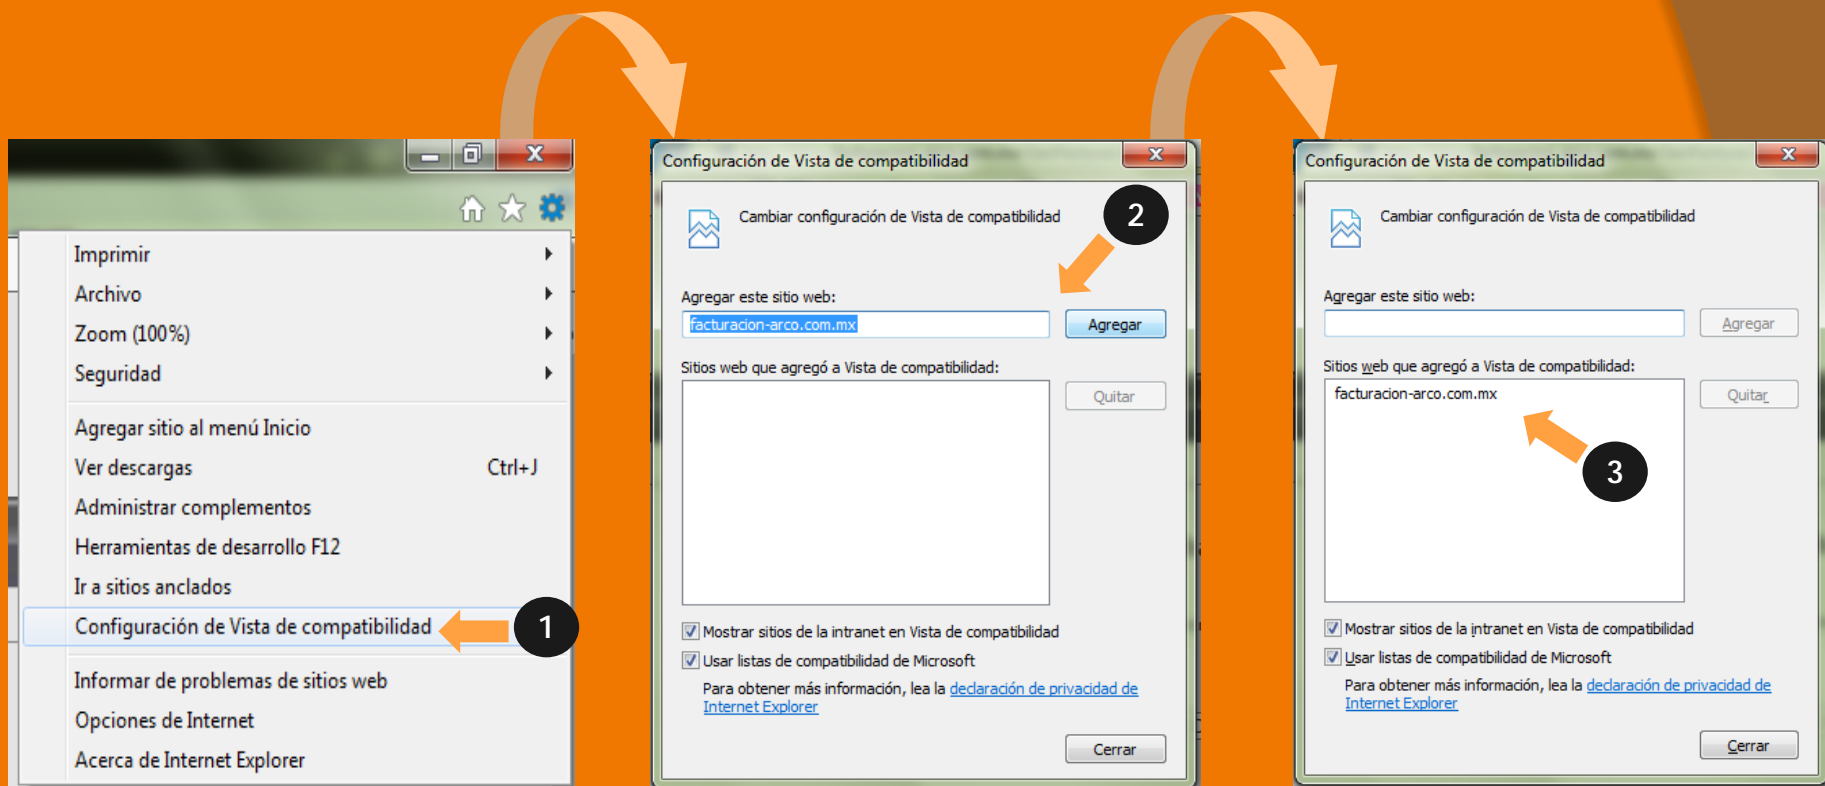 Imprimir
Archivo
Zoom (100%)
Seguridad
Agregar sitio al menú Inicio
Ver descargas Ctrl+J
Administrar complementos
Herramientas de desarrollo F12
Ir a sitios anclados
Configuración de Vista de compatibilidad
1
Informar de problemas de sitios web
Opciones de Internet
Acerca de Internet Explorer
Configuración de Vista de compatibilidad
Cambiar configuración de Vista de compatibilidad
2
Agregar este sitio web:
facturacion-arco.com.mx Agregar
Sitios web que agregó a Vista de compatibilidad:
Quitar
Mostrar sitios de la intranet en Vista de compatibilidad
Usar listas de compatibilidad de Microsoft
Para obtener más información, lea la declaración de privacidad de
Internet Explorer
Cerrar
Configuración de Vista de compatibilidad
Cambiar configuración de Vista de compatibilidad
Agregar este sitio web:
Agregar
Sitios web que agregó a Vista de compatibilidad:
facturacion-arco.com.mx Quitar
3
Mostrar sitios de la intranet en Vista de compatibilidad
Usar listas de compatibilidad de Microsoft
Para obtener más información, lea la declaración de privacidad de
Internet Explorer
Cerrar